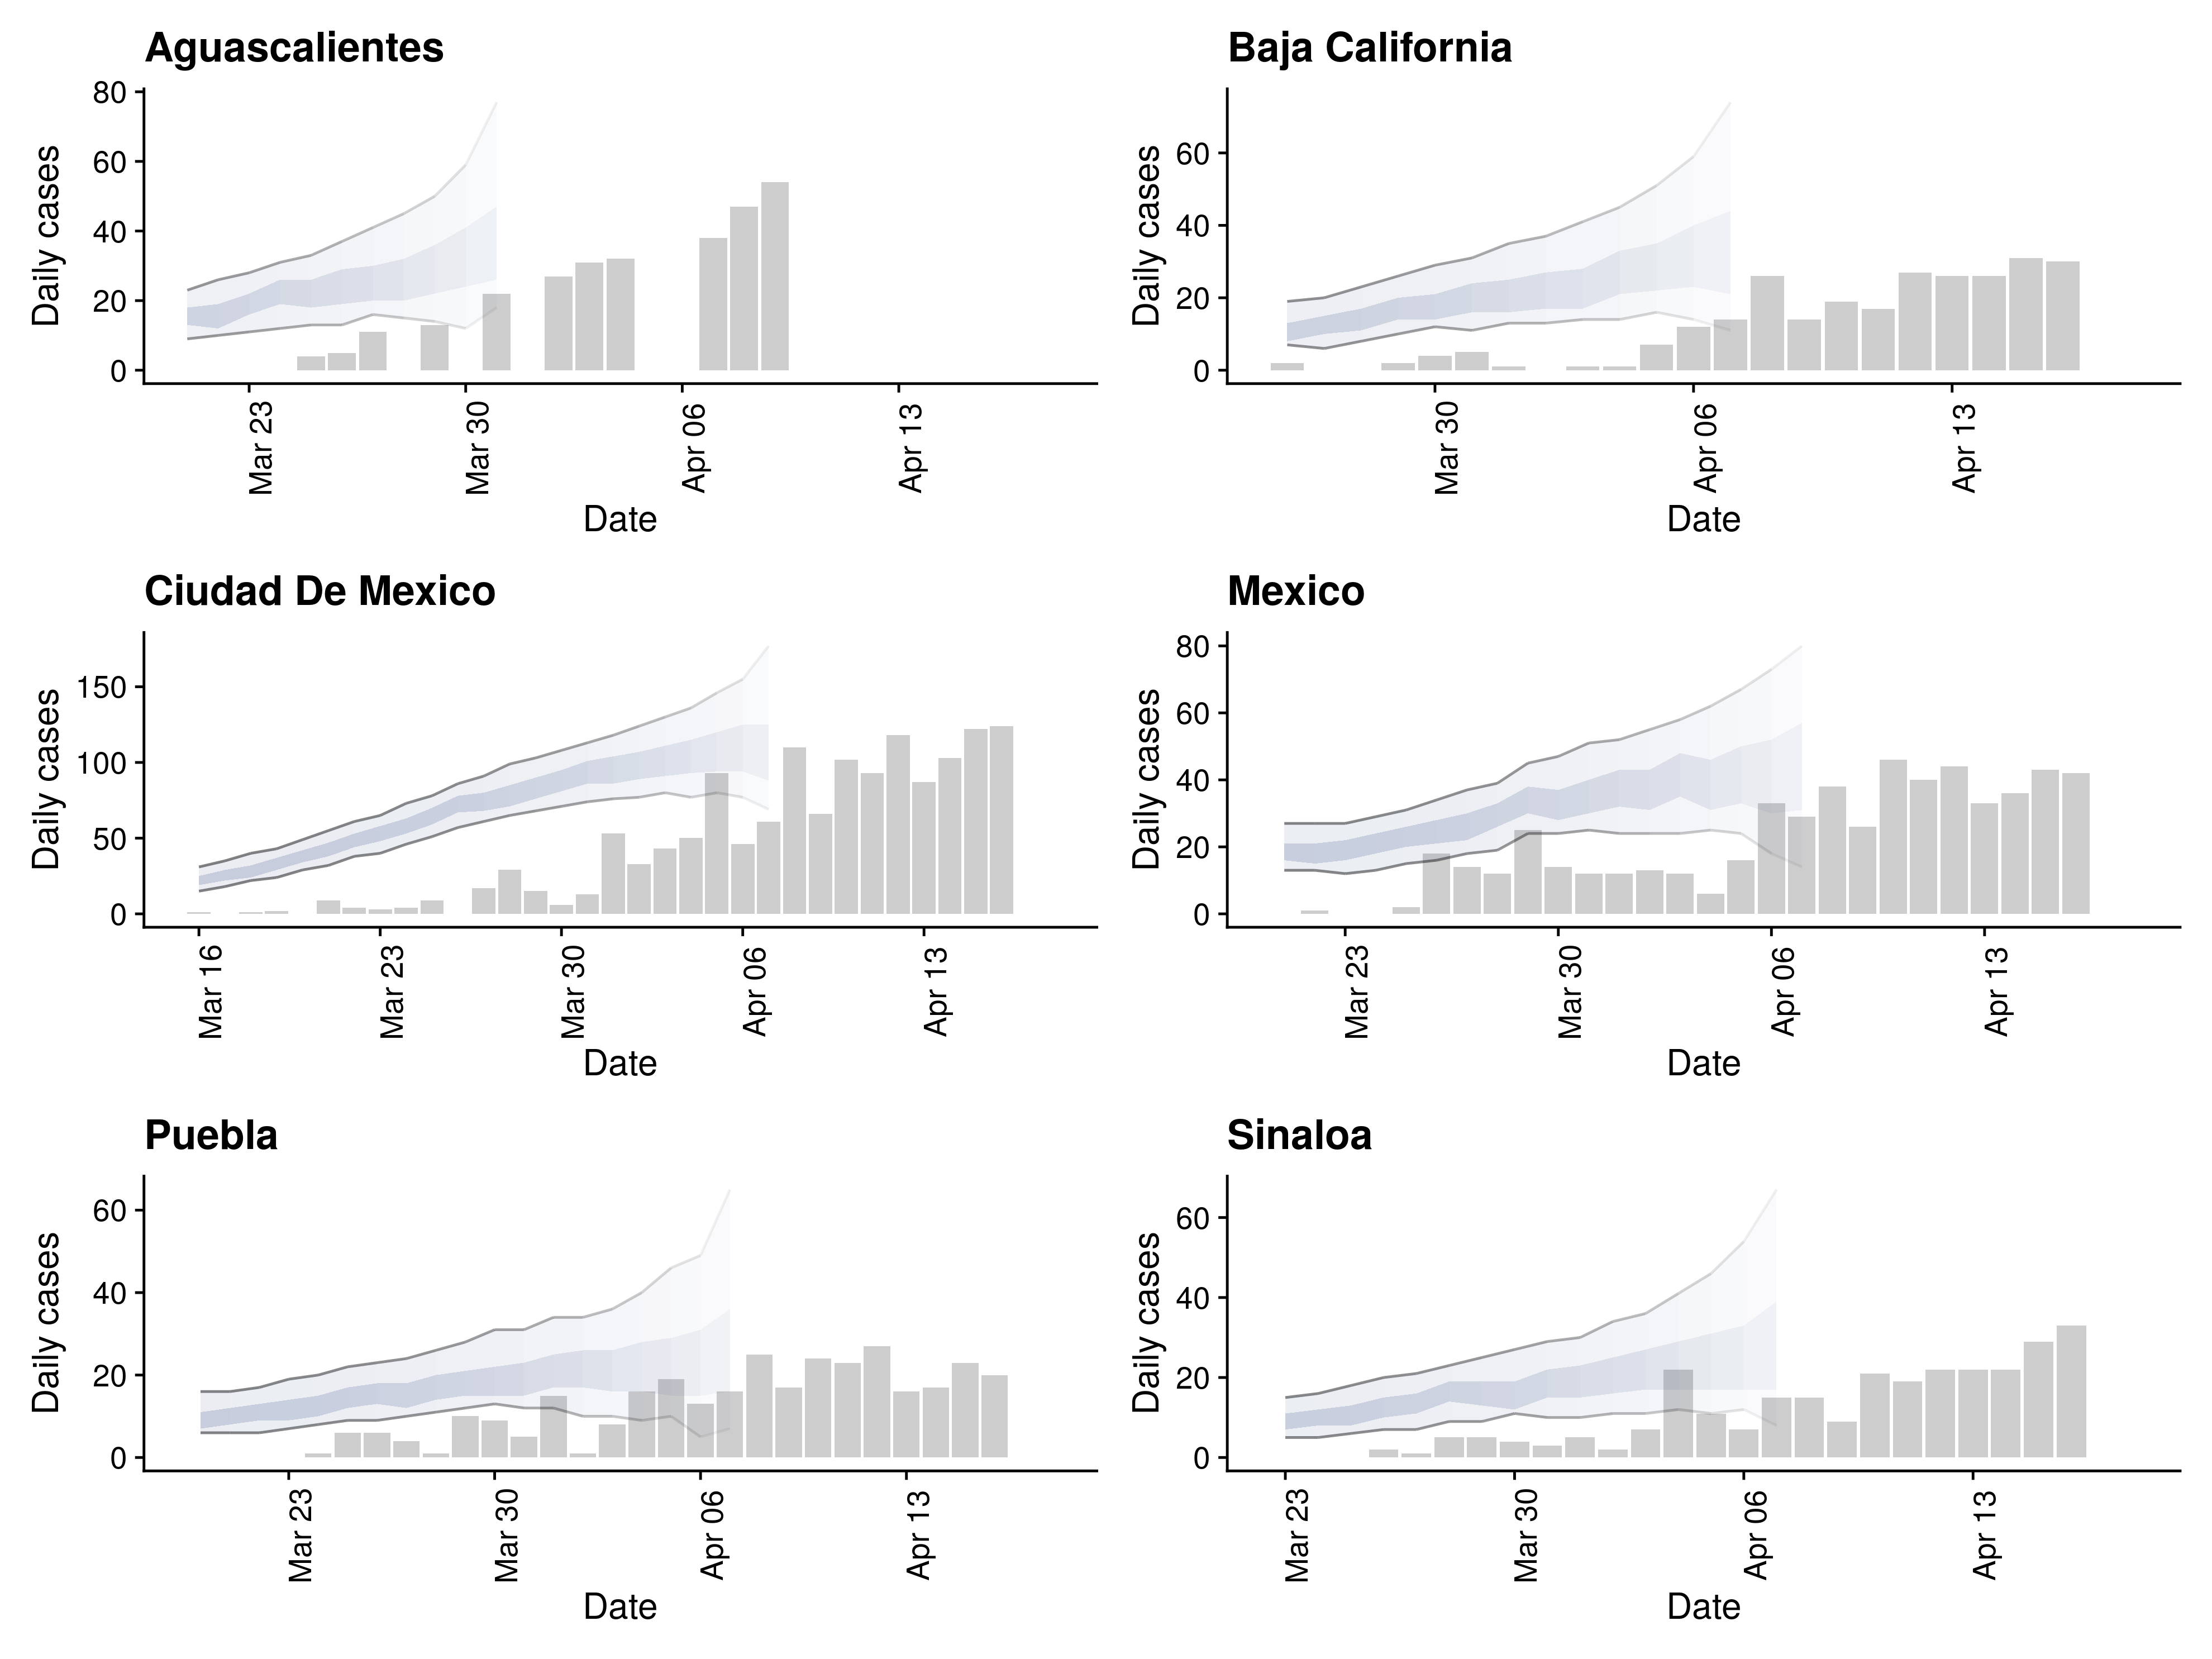 Aguascalientes
Daily cases
80
60
40
20
0
Mar 23
Mar 30
Apr 06
Apr 13
Date
Baja California
Daily cases
60
40
20
0
Mar 30
Apr 06
Apr 13
Date
Ciudad De Mexico
Daily cases
150
100
50
0
Mar 16
Mar 23
Mar 30
Apr 06
Apr 13
Date
Mexico
Daily cases
80
60
40
20
0
Mar 23
Mar 30
Apr 06
Apr 13
Date
Puebla
Daily cases
60
40
20
0
Mar 23
Mar 30
Apr 06
Apr 13
Date
Sinaloa
Daily cases
60
40
20
0
Mar 23
Mar 30
Apr 06
Apr 13
Date